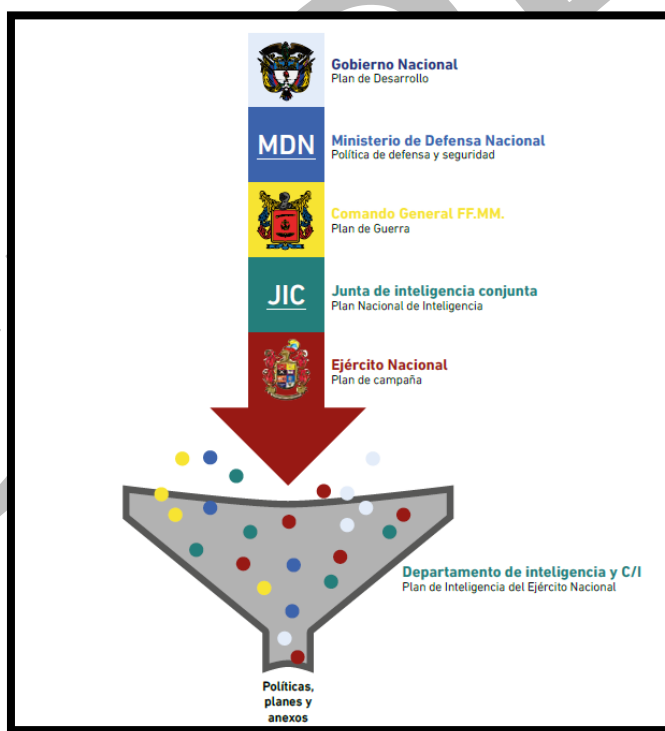 Gobierno Nacional
Plan de Desarrollo
MDN
Ministerio de Defensa Nacional
Política de defensa y seguridad
Comando General FF.MM.
Plan de Guerra
JIC
Junta de inteligencia conjunta
Plan Nacional de Inteligencia
Ejército Nacional
Plan de campaña
Departamento de inteligencia y C/I
Plan de Inteligencia del Ejército Nacional
Políticas,
planes y
anexos